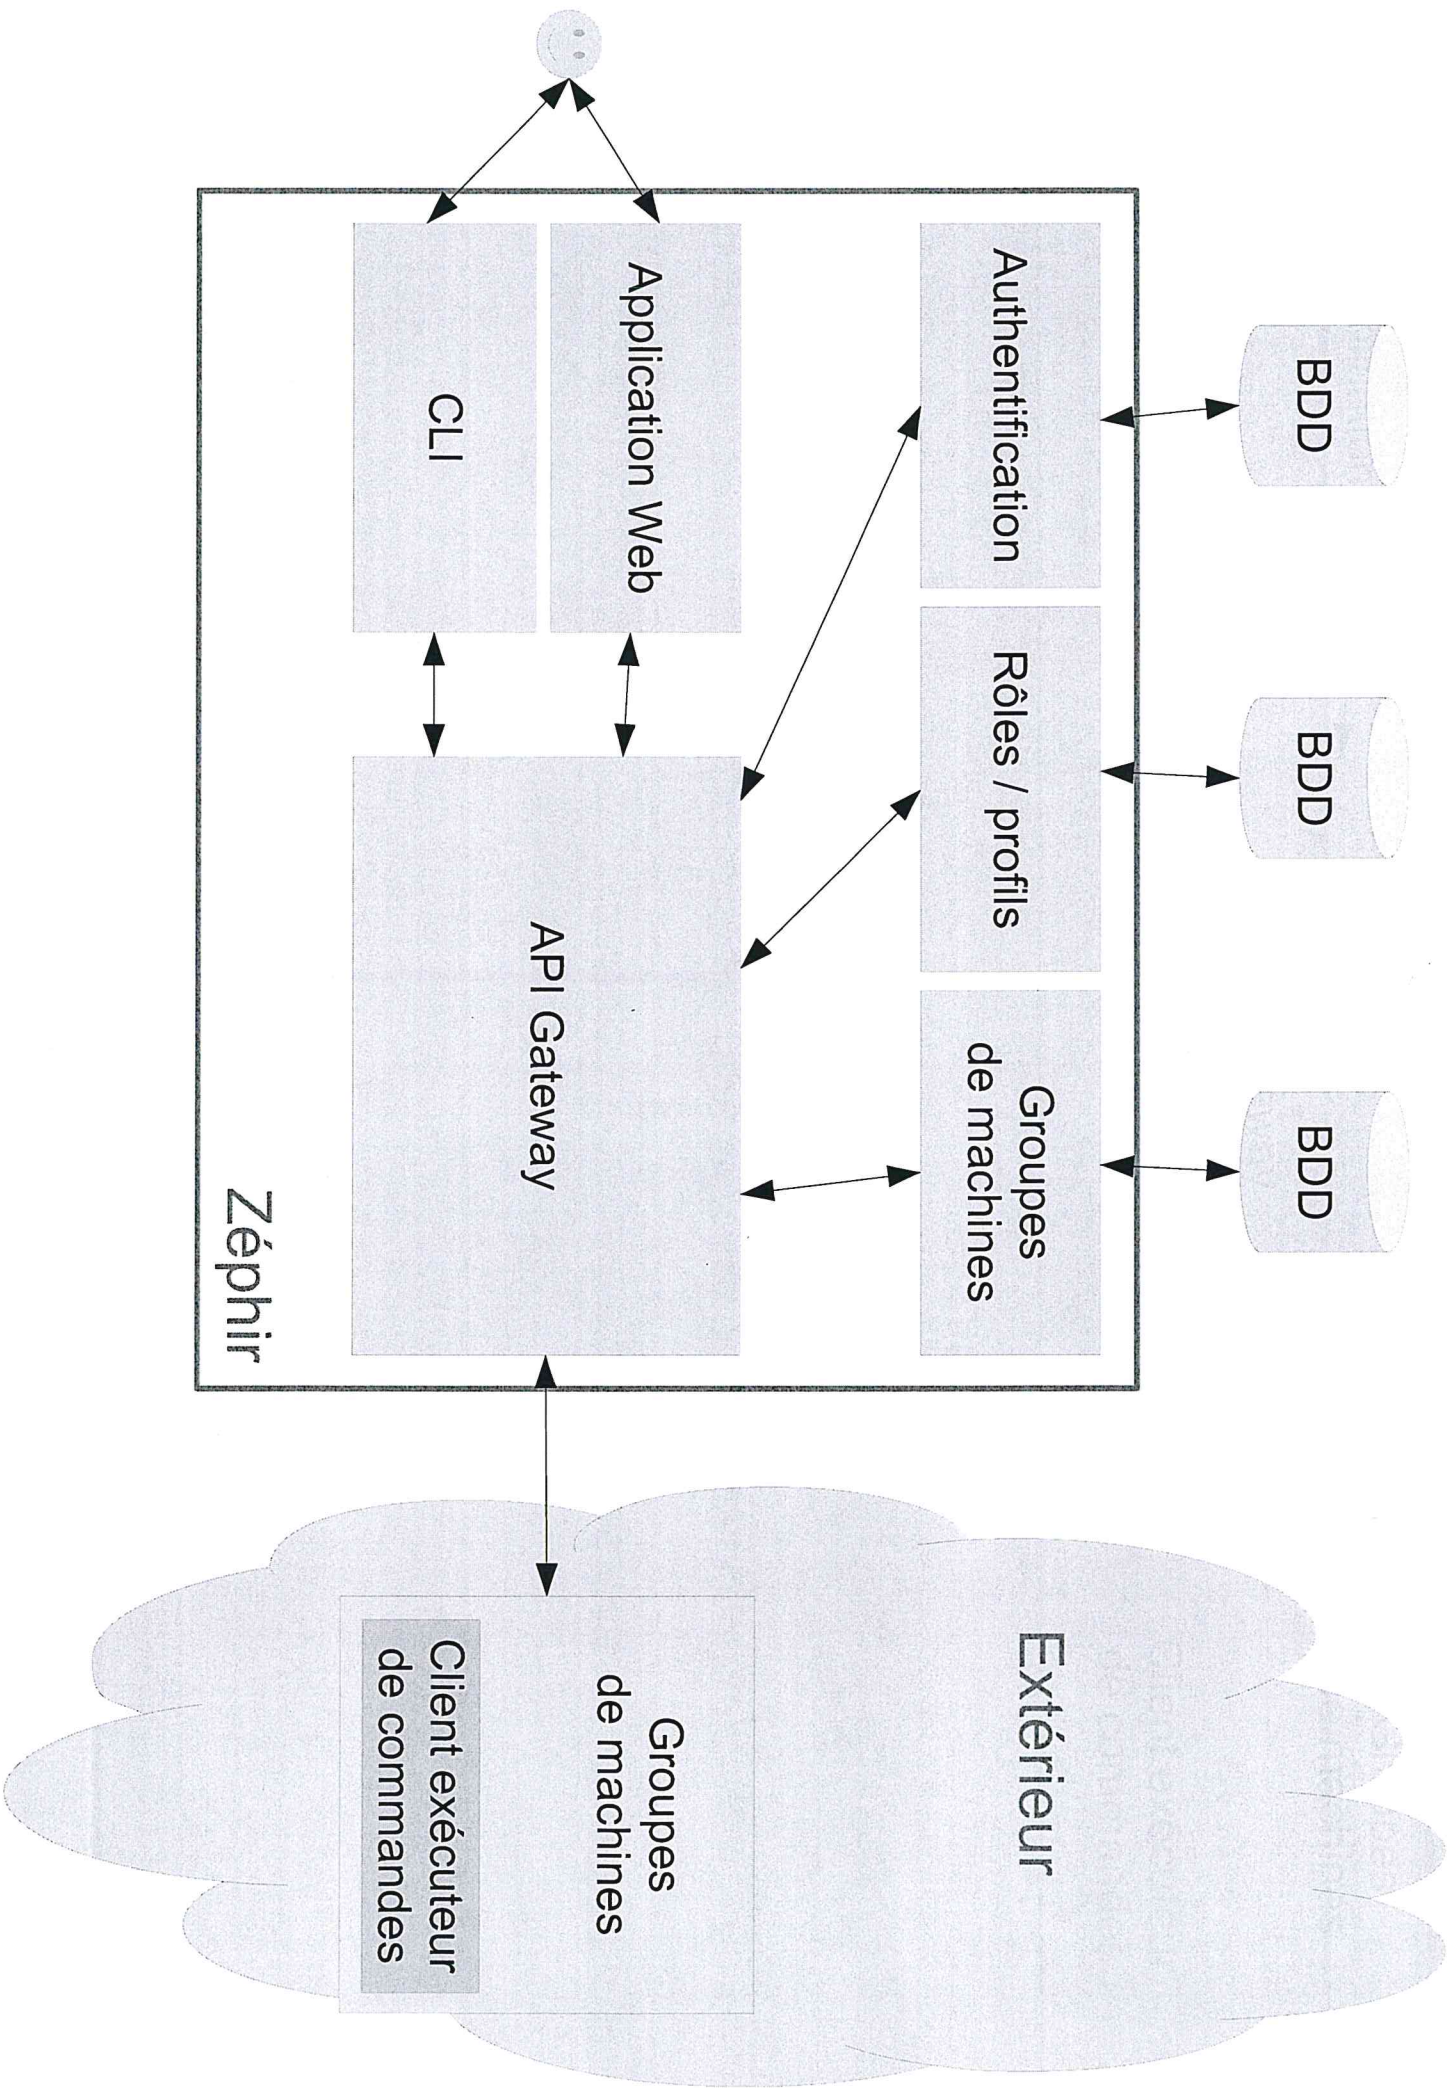 BDD
BDD
BDD
Authentification
Rôles / profils
Groupes
de machines
Application Web
CLI
API Gateway
Zéphir
Extérieur
Groupes
de machines
Client exécuteur
de commandes